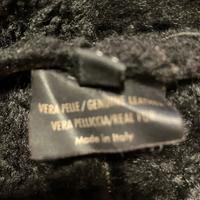 VERA PELLE / GENUINE LEATHER
VERA PELLICCIA/REAL FUR
Made in Italy